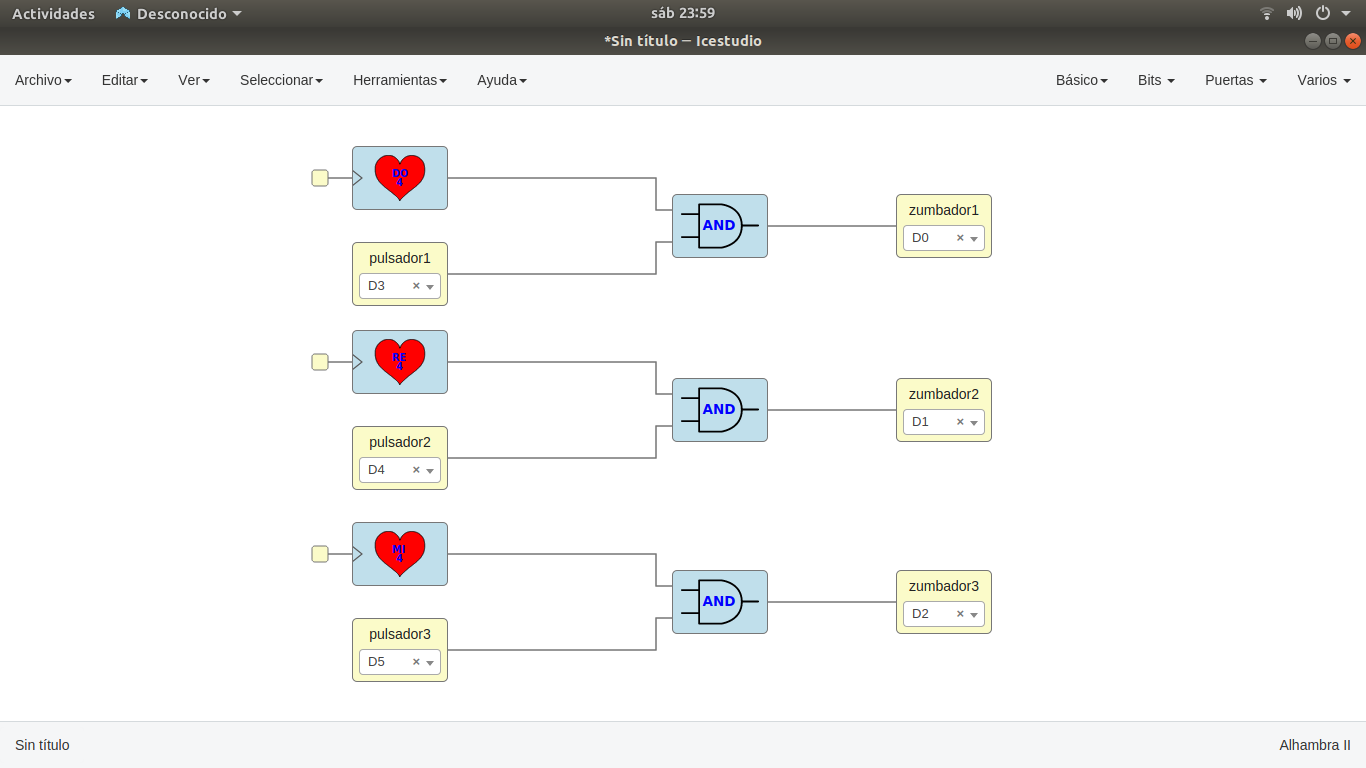 Actividades Desconocido sáb 23:59
*Sin título – Icestudio
Archivo Editar Ver Seleccionar Herramientas Ayuda Básico Bits Puertas Varios
DO
4
AND
zumbador1
D0 ×
pulsador1
D3 ×
RE
4
AND
zumbador2
D1 ×
pulsador2
D4 ×
MI
4
AND
zumbador3
D2 ×
pulsador3
D5 ×
Sin título Alhambra II